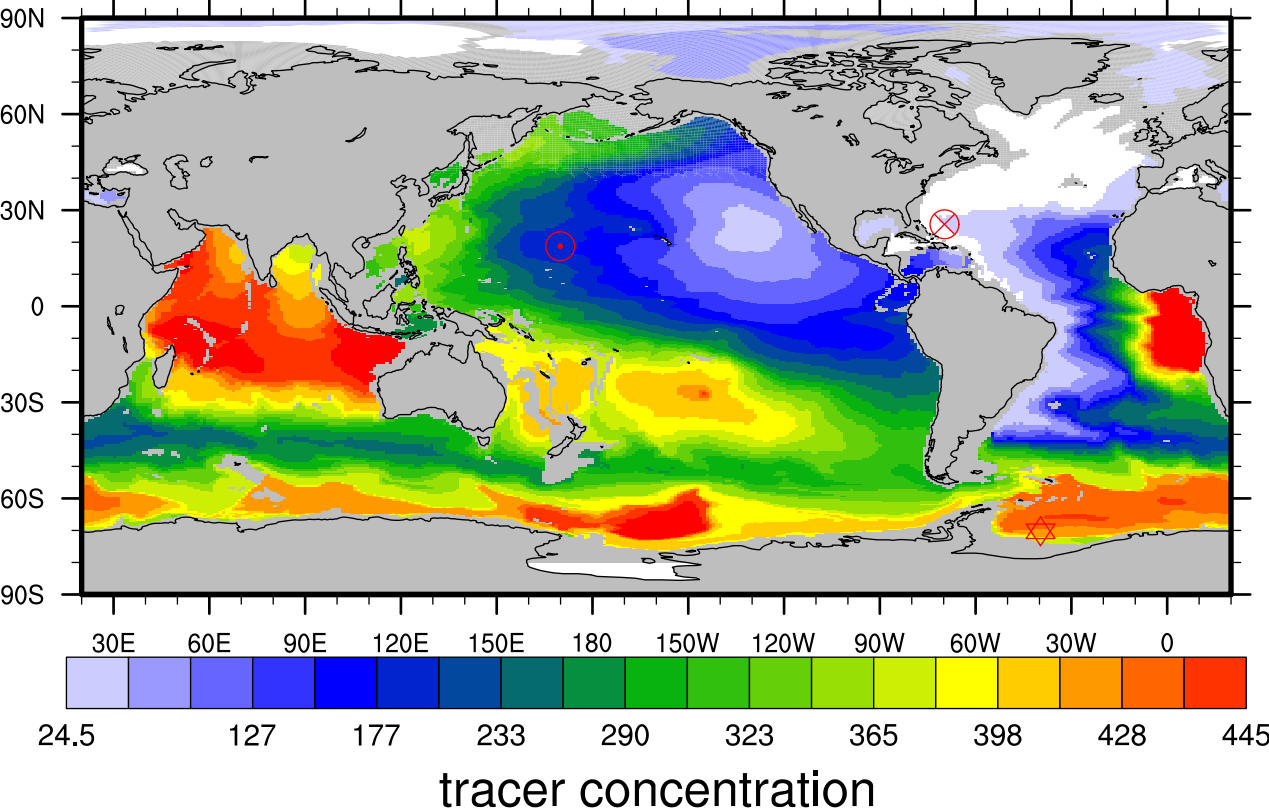 90N
60N
30N
0
30S
60S
90S
30E 60E 90E 120E 150E 180 150W 120W 90W 60W 30W 0
24.5 127 177 233 290 323 365 398 428 445
tracer concentration